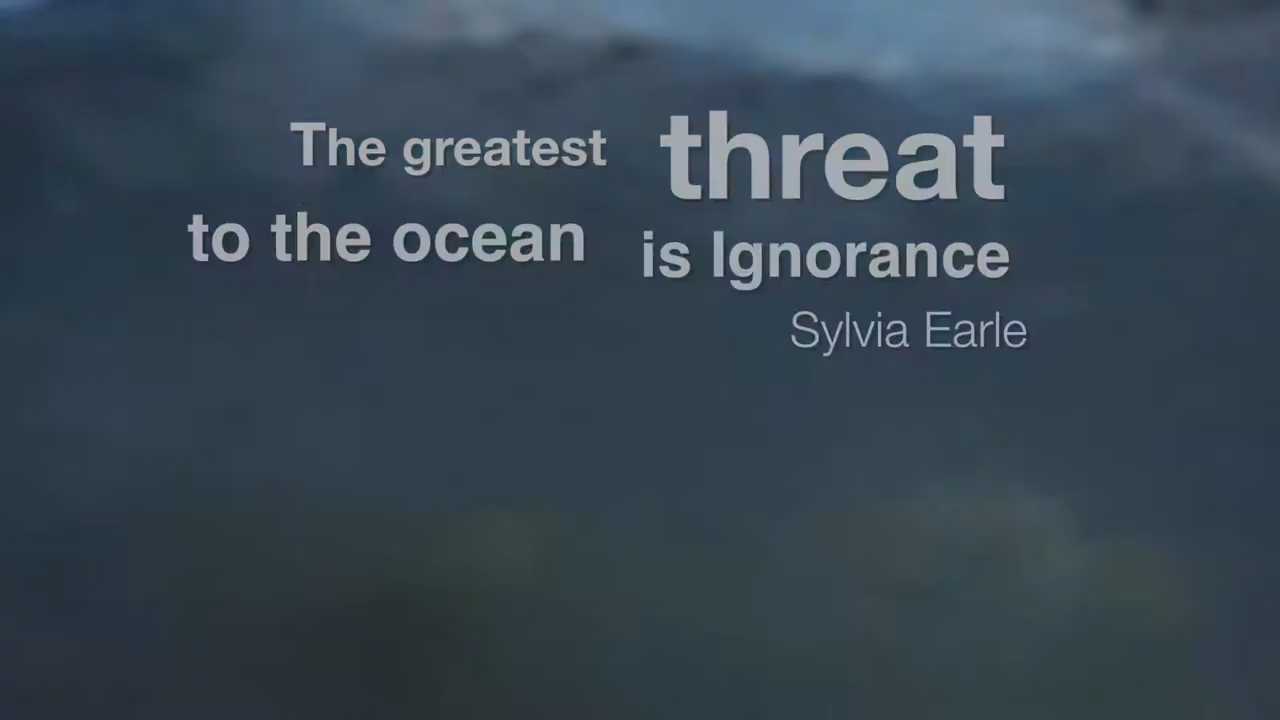 The greatest threat
to the ocean is Ignorance
Sylvia Earle